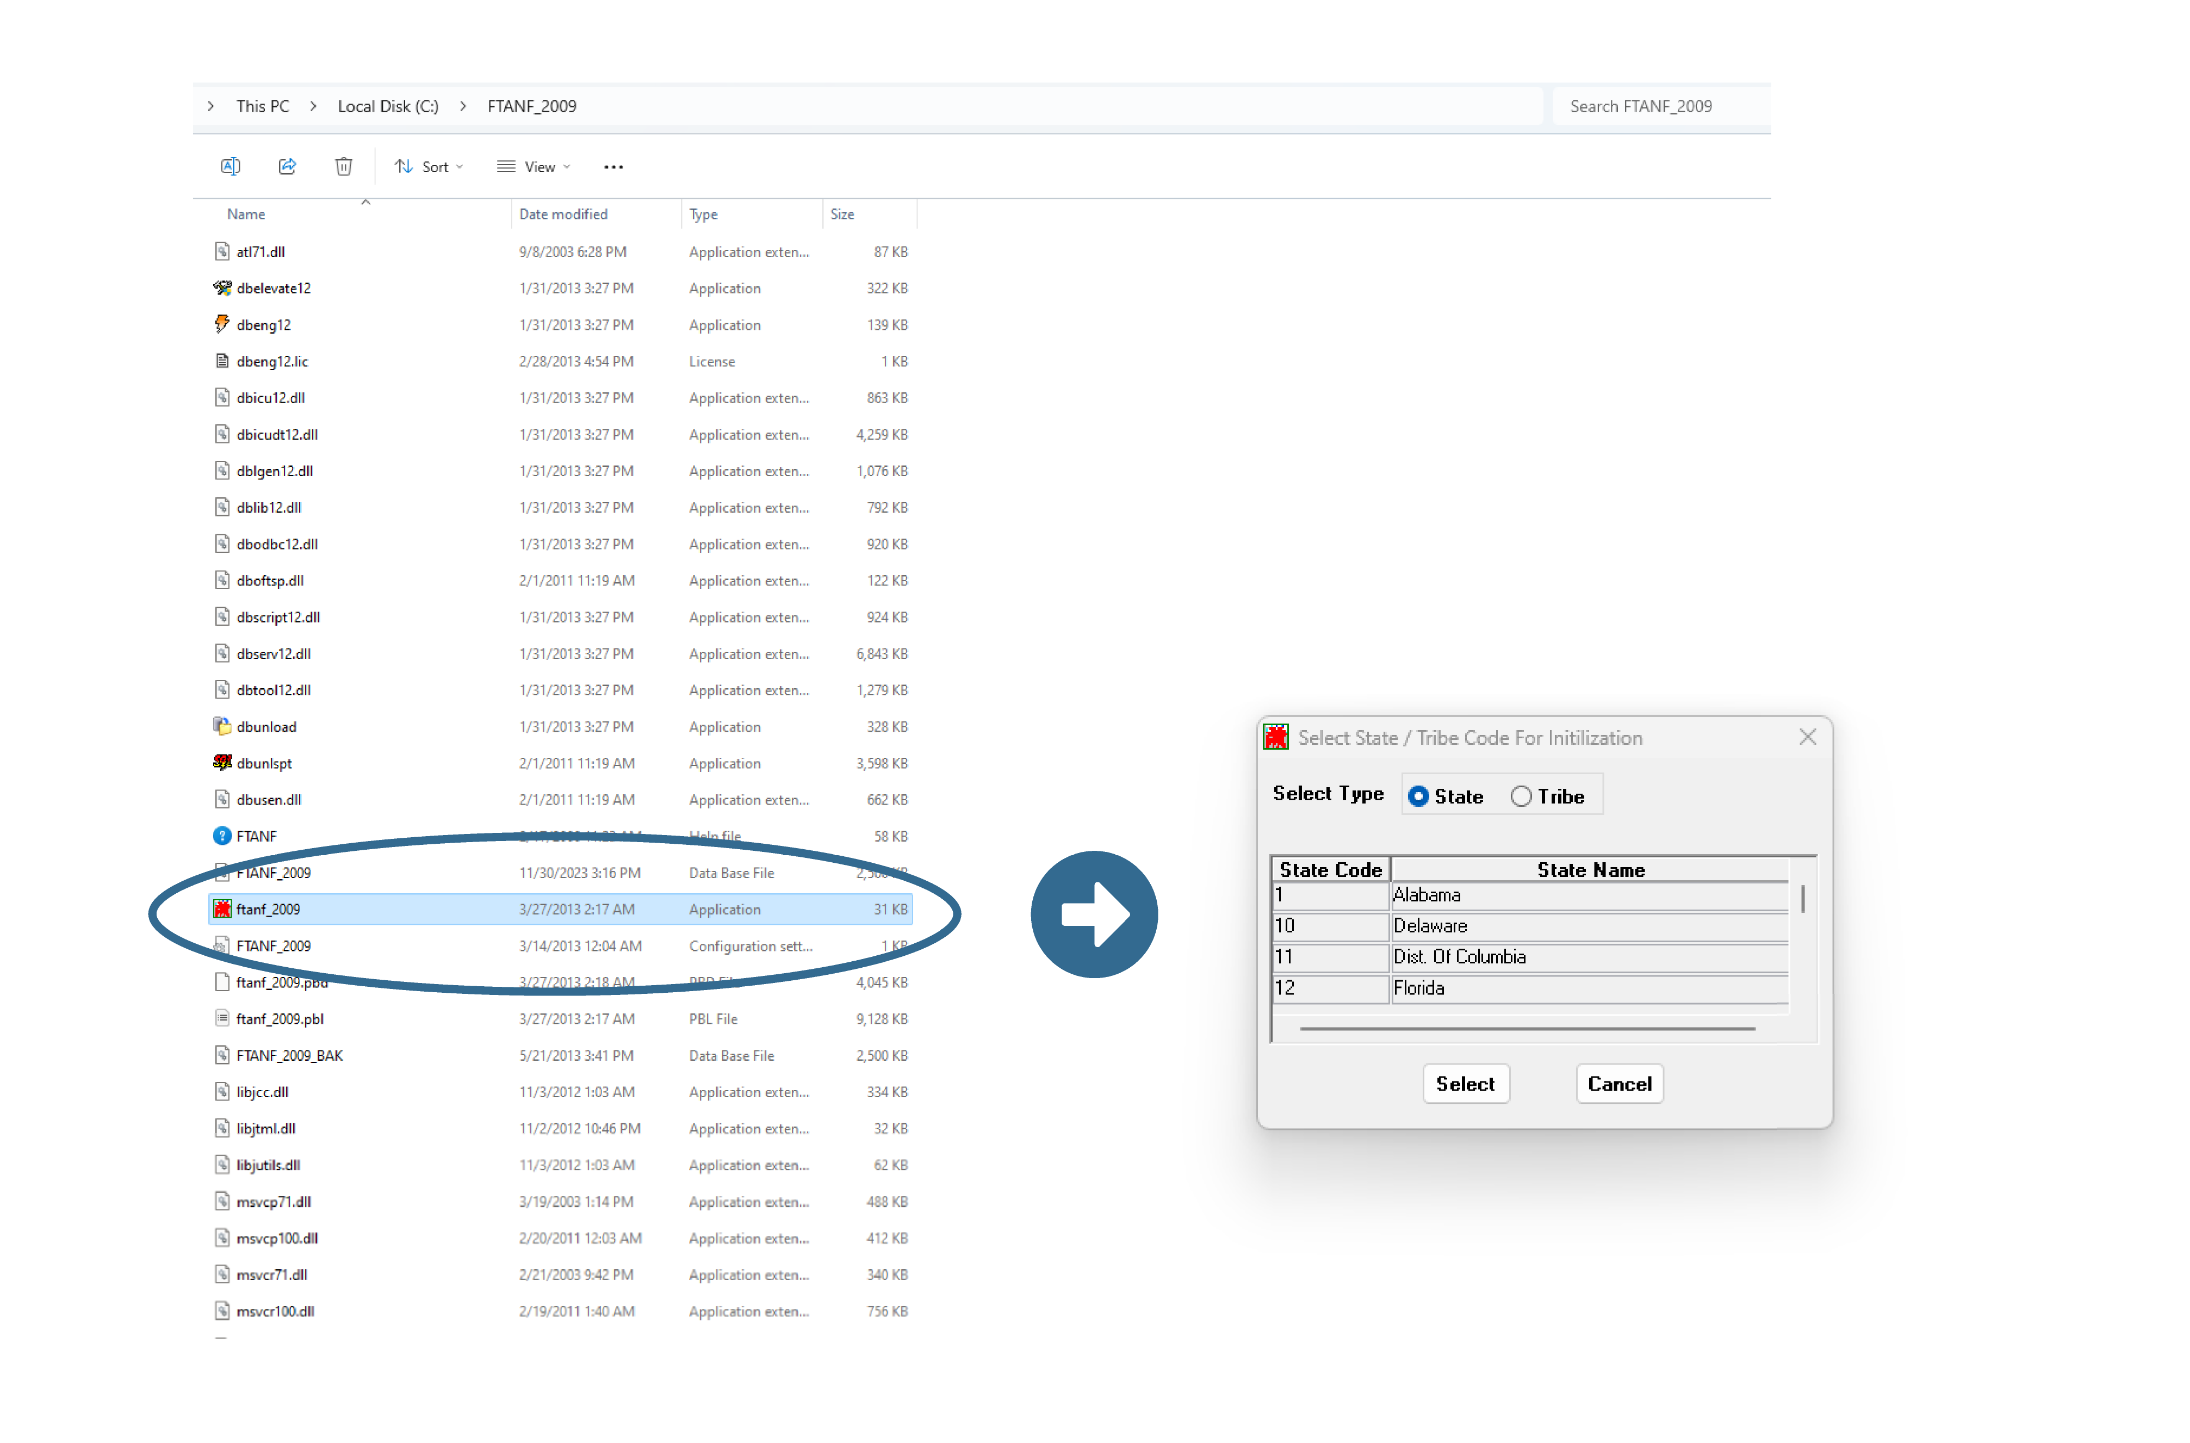 This PC > Local Disk (C:) > FTANF_2009
Search FTANF_2009
Sort View ...
Name Date modified Type Size
atl71.dll 9/8/2003 6:28 PM Application exten... 87 KB
dbelevate12 1/31/2013 3:27 PM Application 322 KB
dbeng12 1/31/2013 3:27 PM Application 139 KB
dbeng12.lic 2/28/2013 4:54 PM License 1 KB
dbicu12.dll 1/31/2013 3:27 PM Application exten... 863 KB
dbicudt12.dll 1/31/2013 3:27 PM Application exten... 4,259 KB
dblgen12.dll 1/31/2013 3:27 PM Application exten... 1,076 KB
dblib12.dll 1/31/2013 3:27 PM Application exten... 792 KB
dbodbc12.dll 1/31/2013 3:27 PM Application exten... 920 KB
dboftsp.dll 2/1/2011 11:19 AM Application exten... 122 KB
dbscript12.dll 1/31/2013 3:27 PM Application exten... 924 KB
dbserv12.dll 1/31/2013 3:27 PM Application exten... 6,843 KB
dbtool12.dll 1/31/2013 3:27 PM Application exten... 1,279 KB
dbunload 1/31/2013 3:27 PM Application 328 KB
dbunlspt 2/1/2011 11:19 AM Application 3,598 KB
dbusen.dll 2/1/2011 11:19 AM Application exten... 662 KB
FTANF Help file 58 KB
FTANF_2009 11/30/2023 3:16 PM Data Base File
ftanf_2009 3/27/2013 2:17 AM Application 31 KB
FTANF_2009 3/14/2013 12:04 AM Configuration sett... 1 KB
ftanf_2009.pbd 3/27/2013 2:18 AM PBD File 4,045 KB
ftanf_2009.pbl 3/27/2013 2:17 AM PBL File 9,128 KB
FTANF_2009_BAK 5/21/2013 3:41 PM Data Base File 2,500 KB
libjcc.dll 11/3/2012 1:03 AM Application exten... 334 KB
libjtml.dll 11/2/2012 10:46 PM Application exten... 32 KB
libjutils.dll 11/3/2012 1:03 AM Application exten... 62 KB
msvcp71.dll 3/19/2003 1:14 PM Application exten... 488 KB
msvcp100.dll 2/20/2011 12:03 AM Application exten... 412 KB
msvcr71.dll 2/21/2003 9:42 PM Application exten... 340 KB
msvcr100.dll 2/19/2011 1:40 AM Application exten... 756 KB
Select State / Tribe Code For Initilization
Select Type State Tribe
State Code State Name
1 Alabama
10 Delaware
11 Dist. Of Columbia
12 Florida
Select Cancel